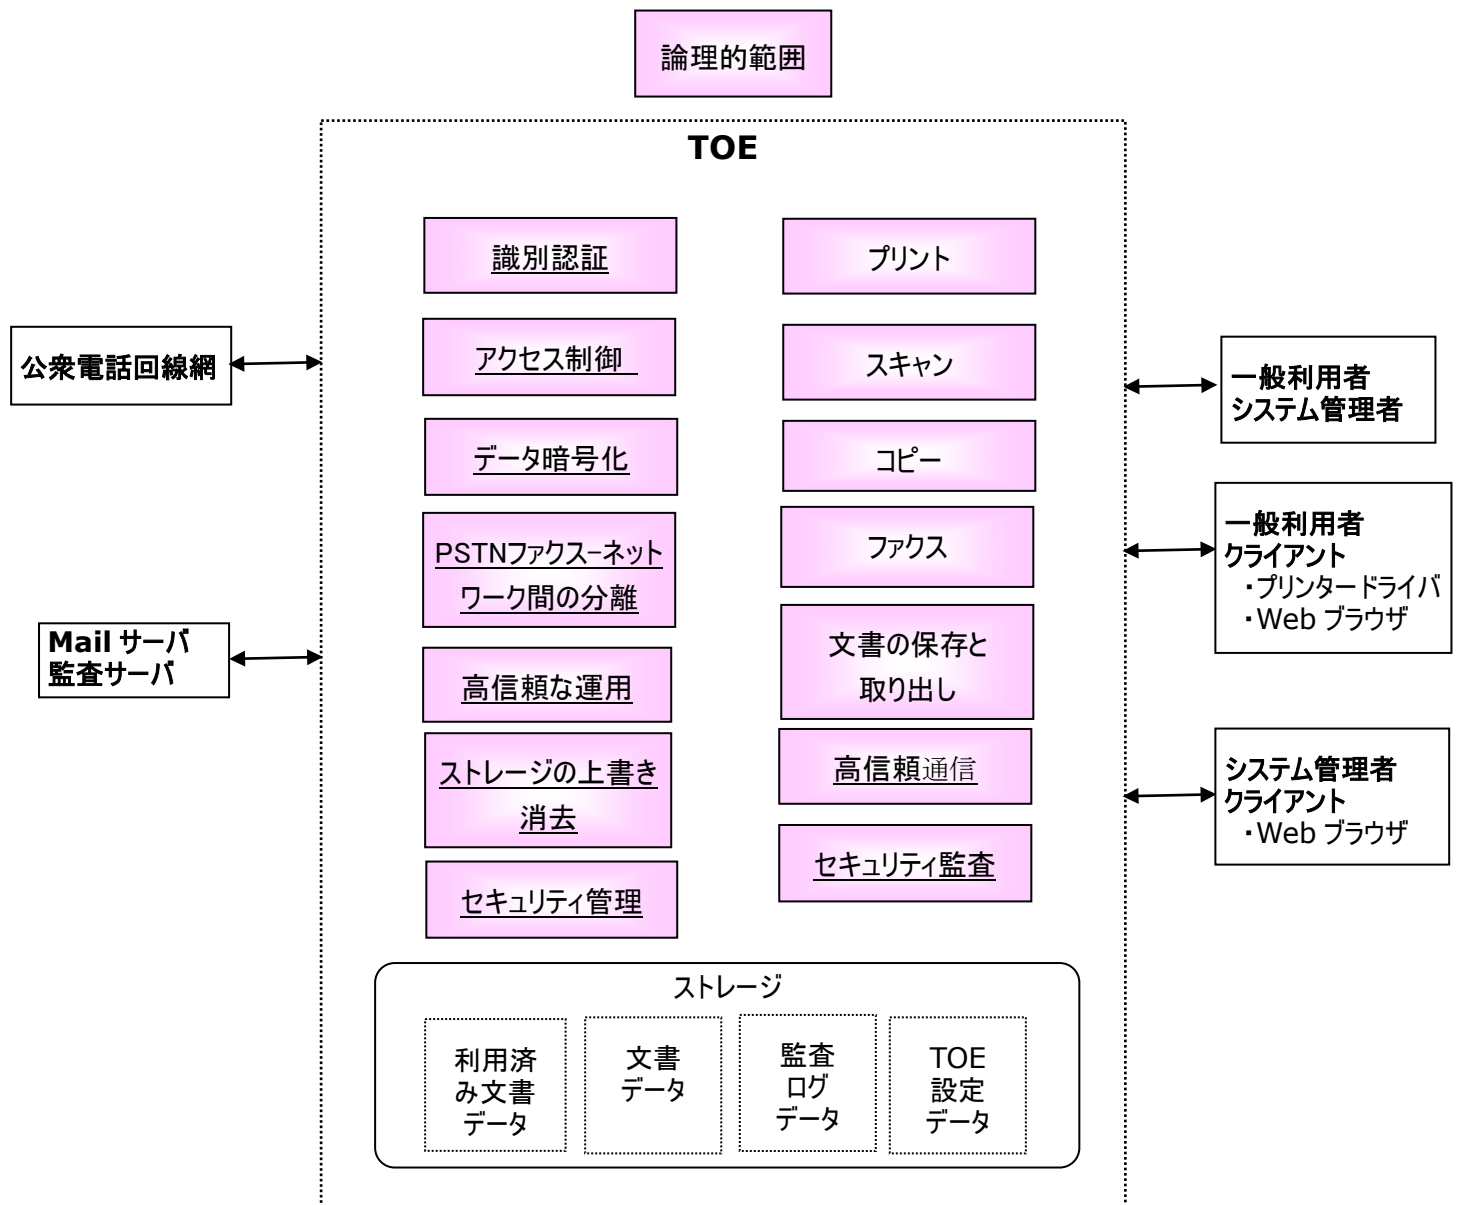 論理的範囲
TOE
識別認証
アクセス制御
データ暗号化
PSTNファクス-ネット
ワーク間の分離
高信頼な運用
ストレージの上書き
消去
セキュリティ管理
プリント
スキャン
コピー
ファクス
文書の保存と
取り出し
高信頼通信
セキュリティ監査
公衆電話回線網
Mail サーバ
監査サーバ
一般利用者
システム管理者
一般利用者
クライアント
・プリンタードライバ
・Web ブラウザ
システム管理者
クライアント
・Web ブラウザ
ストレージ
利用済
み文書
データ
文書
データ
監査
ログ
データ
TOE
設定
データ